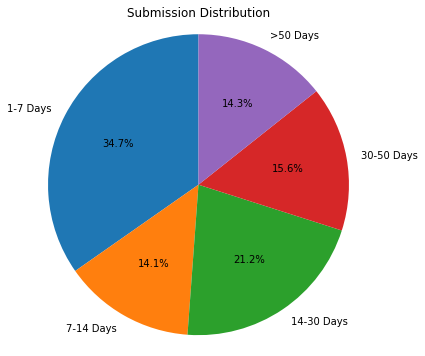 Submission Distribution
>50 Days
1-7 Days
14.3%
34.7%
30-50 Days
15.6%
14.1%
21.2%
14-30 Days
7-14 Days